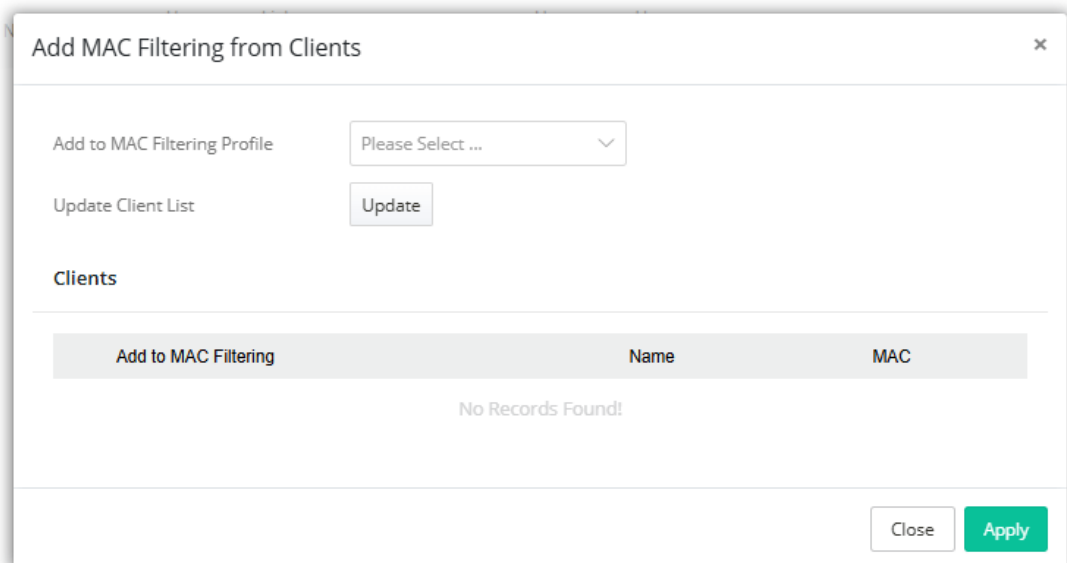 Add MAC Filtering from Clients ×
Add to MAC Filtering Profile Please Select ...
Update Client List Update
Clients
Add to MAC Filtering Name MAC
No Records Found!
Close Apply